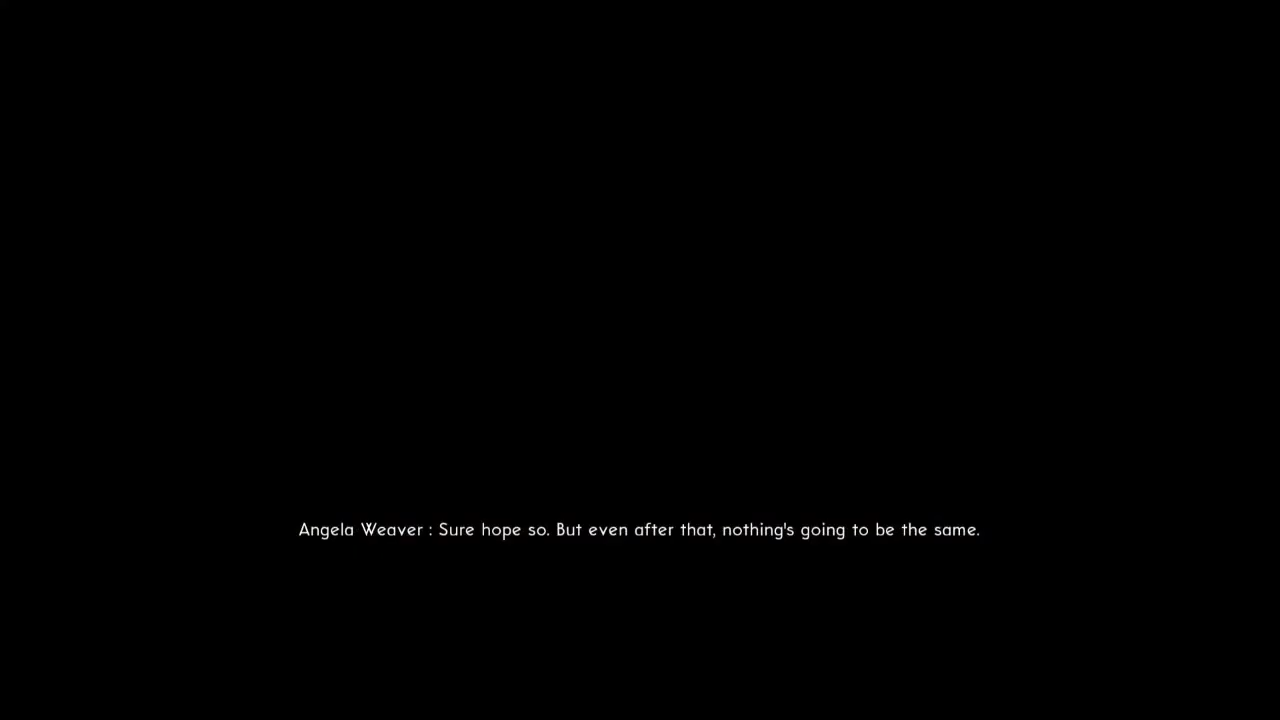 Angela Weaver : Sure hope so. But even after that, nothing's going to be the same.